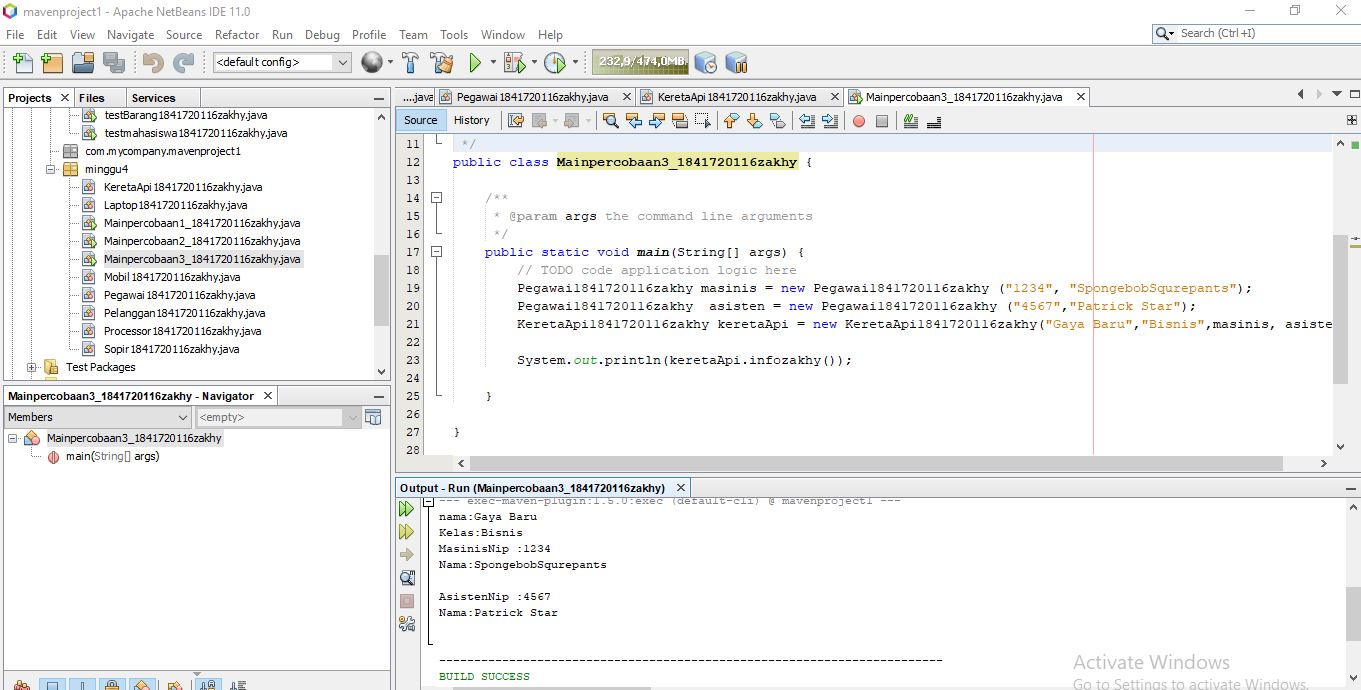 mavenproject1 - Apache NetBeans IDE 11.0
File Edit View Navigate Source Refactor Run Debug Profile Team Tools Window Help
Search (Ctrl+I)
<default config>
232,9/474,0MB
Projects Files Services
testBarang1841720116zakhy.java
testmahasiswa1841720116zakhy.java
com.mycompany.mavenproject1
minggu4
KeretaApi1841720116zakhy.java
Laptop1841720116zakhy.java
Mainpercobaan1_1841720116zakhy.java
Mainpercobaan2_1841720116zakhy.java
Mainpercobaan3_1841720116zakhy.java
Mobil1841720116zakhy.java
Pegawai1841720116zakhy.java
Pelanggan1841720116zakhy.java
Processor1841720116zakhy.java
Sopir1841720116zakhy.java
Test Packages
Mainpercobaan3_1841720116zakhy - Navigator
Members <empty>
Mainpercobaan3_1841720116zakhy
main(String[] args)
....java Pegawai1841720116zakhy.java KeretaApi1841720116zakhy.java Mainpercobaan3_1841720116zakhy.java
Source History
11 */
12 public class Mainpercobaan3_1841720116zakhy {
13
14 /**
15 * @param args the command line arguments
16 */
17 public static void main(String[] args) {
18 // TODO code application logic here
19 Pegawai1841720116zakhy masinis = new Pegawai1841720116zakhy ("1234", "SpongebobSqurepants");
20 Pegawai1841720116zakhy asisten = new Pegawai1841720116zakhy ("4567","Patrick Star");
21 KeretaApi1841720116zakhy keretaApi = new KeretaApi1841720116zakhy("Gaya Baru","Bisnis",masinis, asiste
22
23 System.out.println(keretaApi.infozakhy());
24
25 }
26
27 }
28
Output - Run (Mainpercobaan3_1841720116zakhy)
--- exec-maven-plugin:1.5.0:exec (default-cli) @ mavenproject1 ---
nama:Gaya Baru
Kelas:Bisnis
MasinisNip :1234
Nama:SpongebobSqurepants
AsistenNip :4567
Nama:Patrick Star
------------------------------------------------------------------------
BUILD SUCCESS
Activate Windows
Go to Settings to activate Windows.